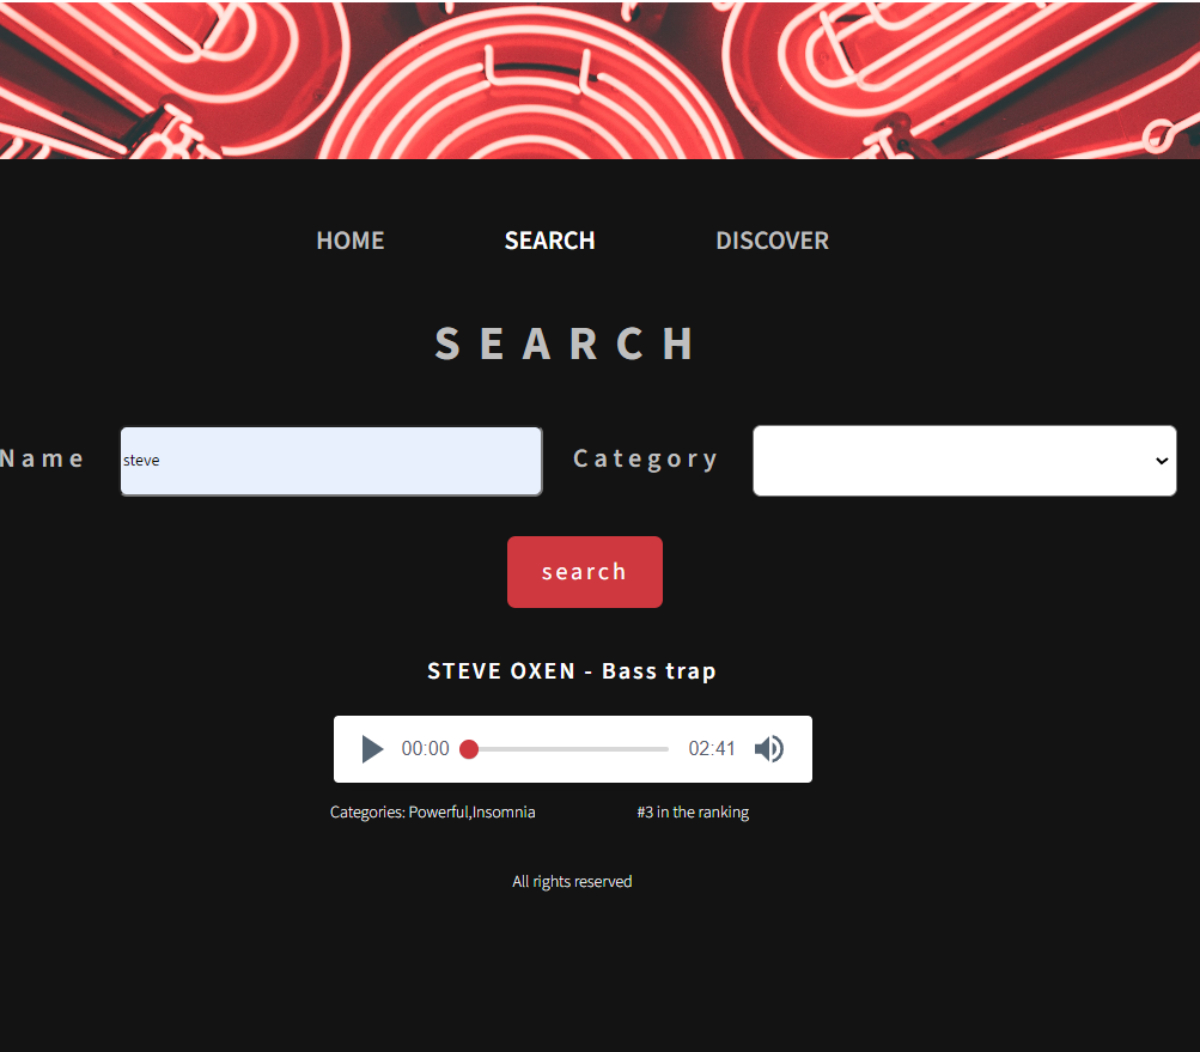 HOME SEARCH DISCOVER
SEARCH
Name steve Category
search
STEVE OXEN - Bass trap
00:00 02:41
Categories: Powerful,Insomnia #3 in the ranking
All rights reserved